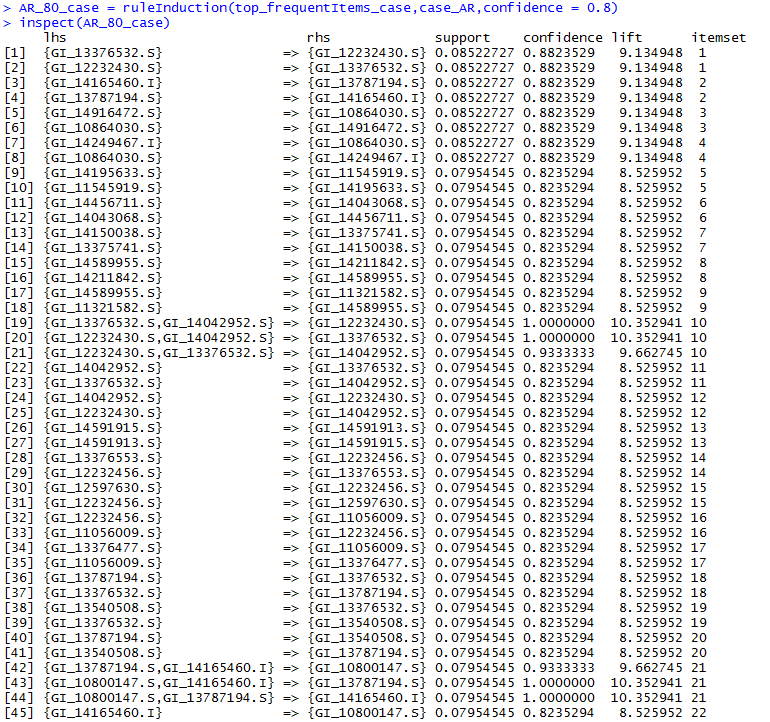 > AR_80_case = ruleInduction(top_frequentItems_case,case_AR,confidence = 0.8)
> inspect(AR_80_case)
lhs rhs support confidence lift itemset
[1] {GI_13376532.S} => {GI_12232430.S} 0.08522727 0.8823529 9.134948 1
[2] {GI_12232430.S} => {GI_13376532.S} 0.08522727 0.8823529 9.134948 1
[3] {GI_14165460.I} => {GI_13787194.S} 0.08522727 0.8823529 9.134948 2
[4] {GI_13787194.S} => {GI_14165460.I} 0.08522727 0.8823529 9.134948 2
[5] {GI_14916472.S} => {GI_10864030.S} 0.08522727 0.8823529 9.134948 3
[6] {GI_10864030.S} => {GI_14916472.S} 0.08522727 0.8823529 9.134948 3
[7] {GI_14249467.I} => {GI_10864030.S} 0.08522727 0.8823529 9.134948 4
[8] {GI_10864030.S} => {GI_14249467.I} 0.08522727 0.8823529 9.134948 4
[9] {GI_14195633.S} => {GI_11545919.S} 0.07954545 0.8235294 8.525952 5
[10] {GI_11545919.S} => {GI_14195633.S} 0.07954545 0.8235294 8.525952 5
[11] {GI_14456711.S} => {GI_14043068.S} 0.07954545 0.8235294 8.525952 6
[12] {GI_14043068.S} => {GI_14456711.S} 0.07954545 0.8235294 8.525952 6
[13] {GI_14150038.S} => {GI_13375741.S} 0.07954545 0.8235294 8.525952 7
[14] {GI_13375741.S} => {GI_14150038.S} 0.07954545 0.8235294 8.525952 7
[15] {GI_14589955.S} => {GI_14211842.S} 0.07954545 0.8235294 8.525952 8
[16] {GI_14211842.S} => {GI_14589955.S} 0.07954545 0.8235294 8.525952 8
[17] {GI_14589955.S} => {GI_11321582.S} 0.07954545 0.8235294 8.525952 9
[18] {GI_11321582.S} => {GI_14589955.S} 0.07954545 0.8235294 8.525952 9
[19] {GI_13376532.S,GI_14042952.S} => {GI_12232430.S} 0.07954545 1.0000000 10.352941 10
[20] {GI_12232430.S,GI_14042952.S} => {GI_13376532.S} 0.07954545 1.0000000 10.352941 10
[21] {GI_12232430.S,GI_13376532.S} => {GI_14042952.S} 0.07954545 0.9333333 9.662745 10
[22] {GI_14042952.S} => {GI_13376532.S} 0.07954545 0.8235294 8.525952 11
[23] {GI_13376532.S} => {GI_14042952.S} 0.07954545 0.8235294 8.525952 11
[24] {GI_14042952.S} => {GI_12232430.S} 0.07954545 0.8235294 8.525952 12
[25] {GI_12232430.S} => {GI_14042952.S} 0.07954545 0.8235294 8.525952 12
[26] {GI_14591915.S} => {GI_14591913.S} 0.07954545 0.8235294 8.525952 13
[27] {GI_14591913.S} => {GI_14591915.S} 0.07954545 0.8235294 8.525952 13
[28] {GI_13376553.S} => {GI_12232456.S} 0.07954545 0.8235294 8.525952 14
[29] {GI_12232456.S} => {GI_13376553.S} 0.07954545 0.8235294 8.525952 14
[30] {GI_12597630.S} => {GI_12232456.S} 0.07954545 0.8235294 8.525952 15
[31] {GI_12232456.S} => {GI_12597630.S} 0.07954545 0.8235294 8.525952 15
[32] {GI_12232456.S} => {GI_11056009.S} 0.07954545 0.8235294 8.525952 16
[33] {GI_11056009.S} => {GI_12232456.S} 0.07954545 0.8235294 8.525952 16
[34] {GI_13376477.S} => {GI_11056009.S} 0.07954545 0.8235294 8.525952 17
[35] {GI_11056009.S} => {GI_13376477.S} 0.07954545 0.8235294 8.525952 17
[36] {GI_13787194.S} => {GI_13376532.S} 0.07954545 0.8235294 8.525952 18
[37] {GI_13376532.S} => {GI_13787194.S} 0.07954545 0.8235294 8.525952 18
[38] {GI_13540508.S} => {GI_13376532.S} 0.07954545 0.8235294 8.525952 19
[39] {GI_13376532.S} => {GI_13540508.S} 0.07954545 0.8235294 8.525952 19
[40] {GI_13787194.S} => {GI_13540508.S} 0.07954545 0.8235294 8.525952 20
[41] {GI_13540508.S} => {GI_13787194.S} 0.07954545 0.8235294 8.525952 20
[42] {GI_13787194.S,GI_14165460.I} => {GI_10800147.S} 0.07954545 0.9333333 9.662745 21
[43] {GI_10800147.S,GI_14165460.I} => {GI_13787194.S} 0.07954545 1.0000000 10.352941 21
[44] {GI_10800147.S,GI_13787194.S} => {GI_14165460.I} 0.07954545 1.0000000 10.352941 21
[45] {GI_14165460.I} => {GI_10800147.S} 0.07954545 0.8235294 8.525952 22